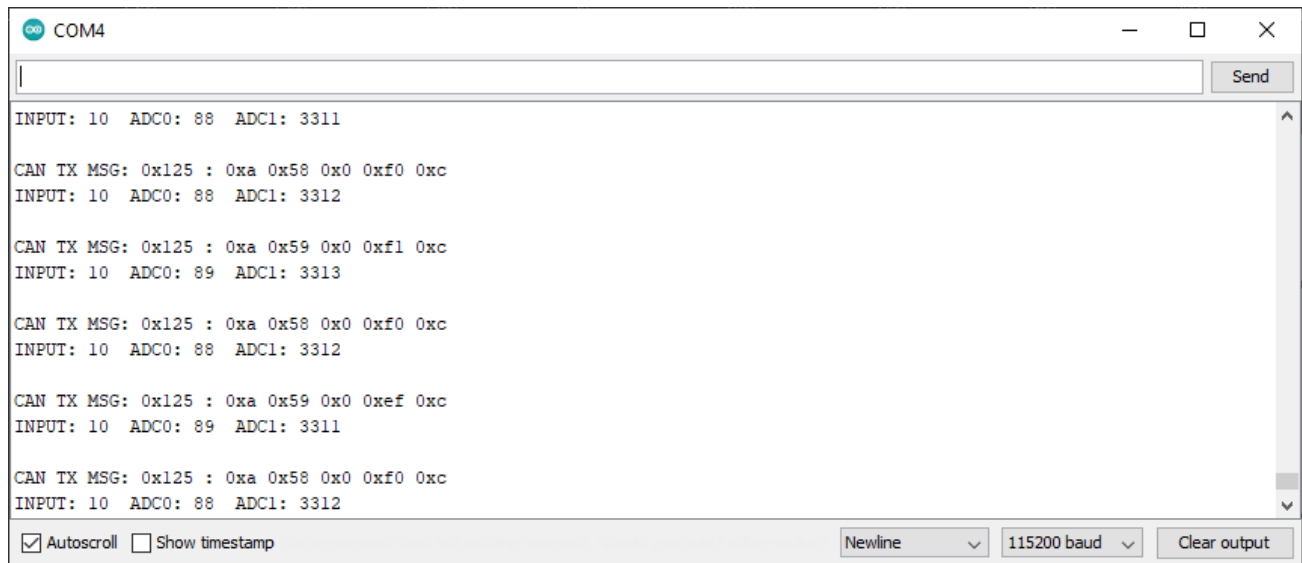 COM4
Send
INPUT: 10 ADC0: 88 ADC1: 3311
CAN TX MSG: 0x125 : 0xa 0x58 0x0 0xf0 0xc
INPUT: 10 ADC0: 88 ADC1: 3312
CAN TX MSG: 0x125 : 0xa 0x59 0x0 0xf1 0xc
INPUT: 10 ADC0: 89 ADC1: 3313
CAN TX MSG: 0x125 : 0xa 0x58 0x0 0xf0 0xc
INPUT: 10 ADC0: 88 ADC1: 3312
CAN TX MSG: 0x125 : 0xa 0x59 0x0 0xef 0xc
INPUT: 10 ADC0: 89 ADC1: 3311
CAN TX MSG: 0x125 : 0xa 0x58 0x0 0xf0 0xc
INPUT: 10 ADC0: 88 ADC1: 3312
Autoscroll Show timestamp Newline 115200 baud Clear output